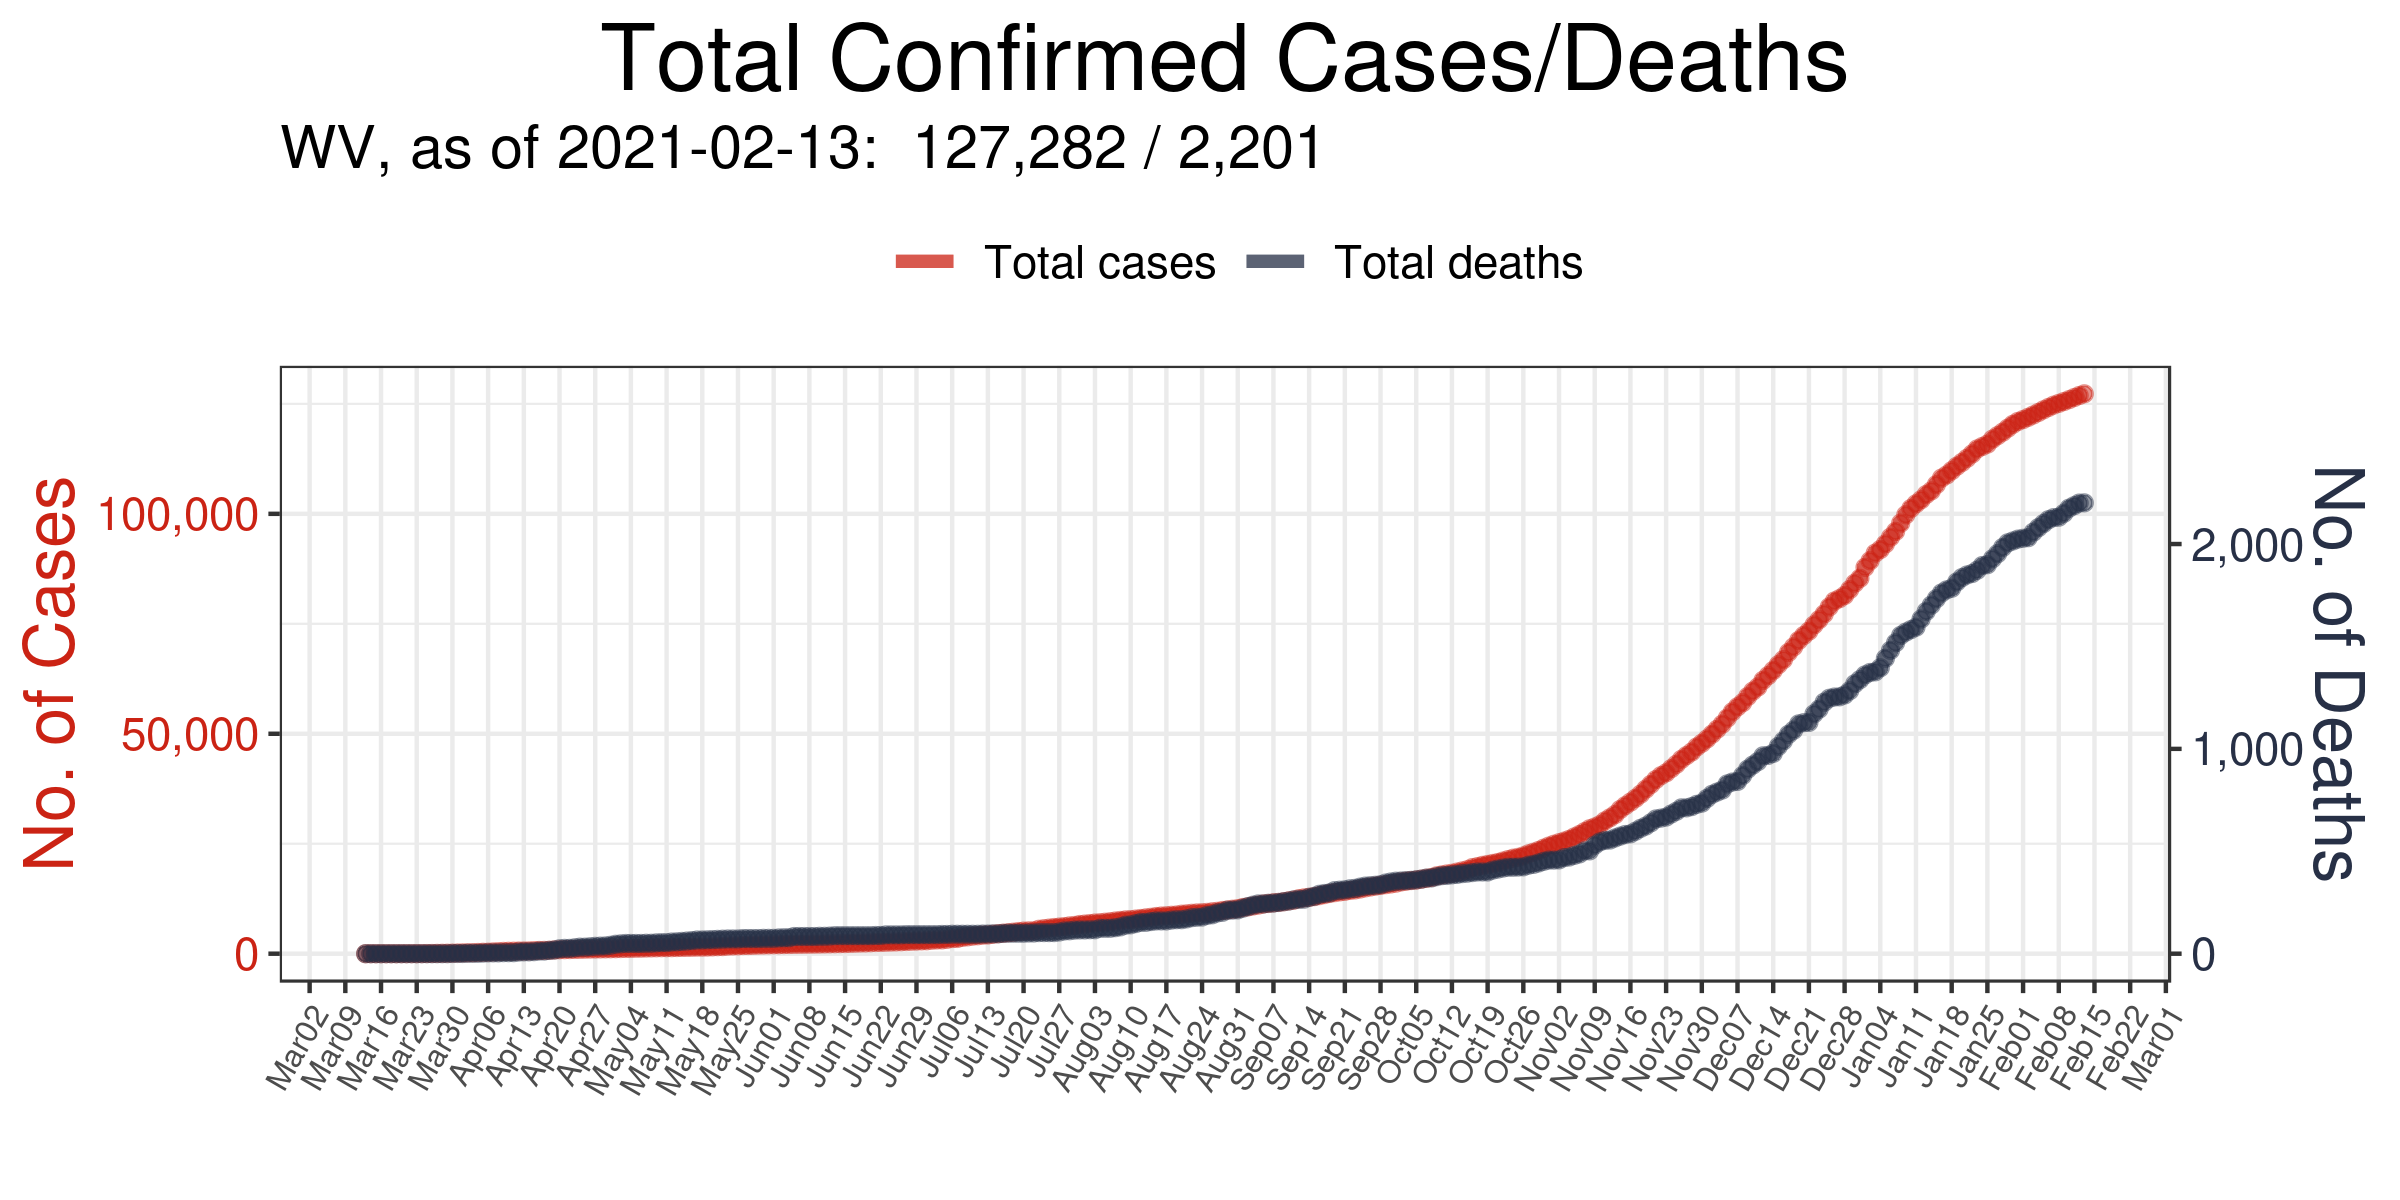 Total Confirmed Cases/Deaths
WV, as of 2021-02-13:  127,282 / 2,201
Total cases
Total deaths
No. of Cases
100,000
50,000
0
2,000
1,000
0
No. of Deaths
Mar02
Mar09
Mar16
Mar23
Mar30
Apr06
Apr13
Apr20
Apr27
May04
May11
May18
May25
Jun01
Jun08
Jun15
Jun22
Jun29
Jul06
Jul13
Jul20
Jul27
Aug03
Aug10
Aug17
Aug24
Aug31
Sep07
Sep14
Sep21
Sep28
Oct05
Oct12
Oct19
Oct26
Nov02
Nov09
Nov16
Nov23
Nov30
Dec07
Dec14
Dec21
Dec28
Jan04
Jan11
Jan18
Jan25
Feb01
Feb08
Feb15
Feb22
Mar01